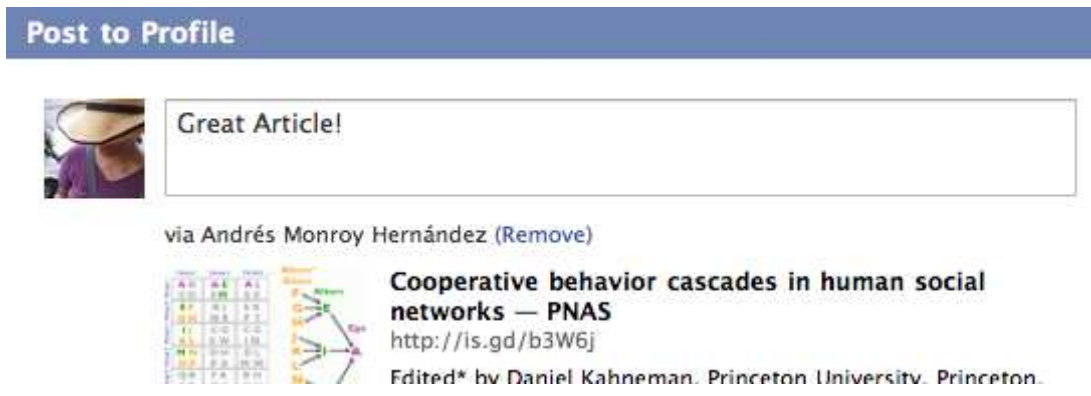 Post to Profile
Great Article!
via Andrés Monroy Hernández (Remove)
Cooperative behavior cascades in human social
networks — PNAS
http://is.gd/b3W6j
Edited* by Daniel Kahneman, Princeton University, Princeton,